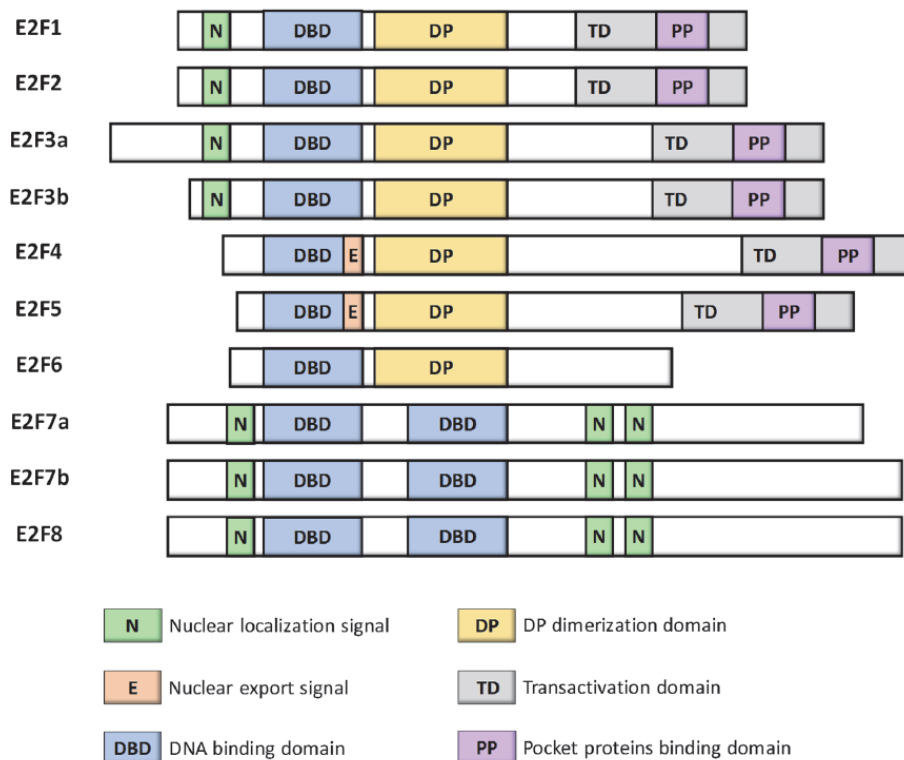 E2F1 N DBD DP TD PP
E2F2 N DBD DP TD PP
E2F3a N DBD DP TD PP
E2F3b N DBD DP TD PP
E2F4 DBD E DP TD PP
E2F5 DBD E DP TD PP
E2F6 DBD DP
E2F7a N DBD DBD N N
E2F7b N DBD DBD N N
E2F8 N DBD DBD N N
N Nuclear localization signal DP DP dimerization domain
E Nuclear export signal TD Transactivation domain
DBD DNA binding domain PP Pocket proteins binding domain